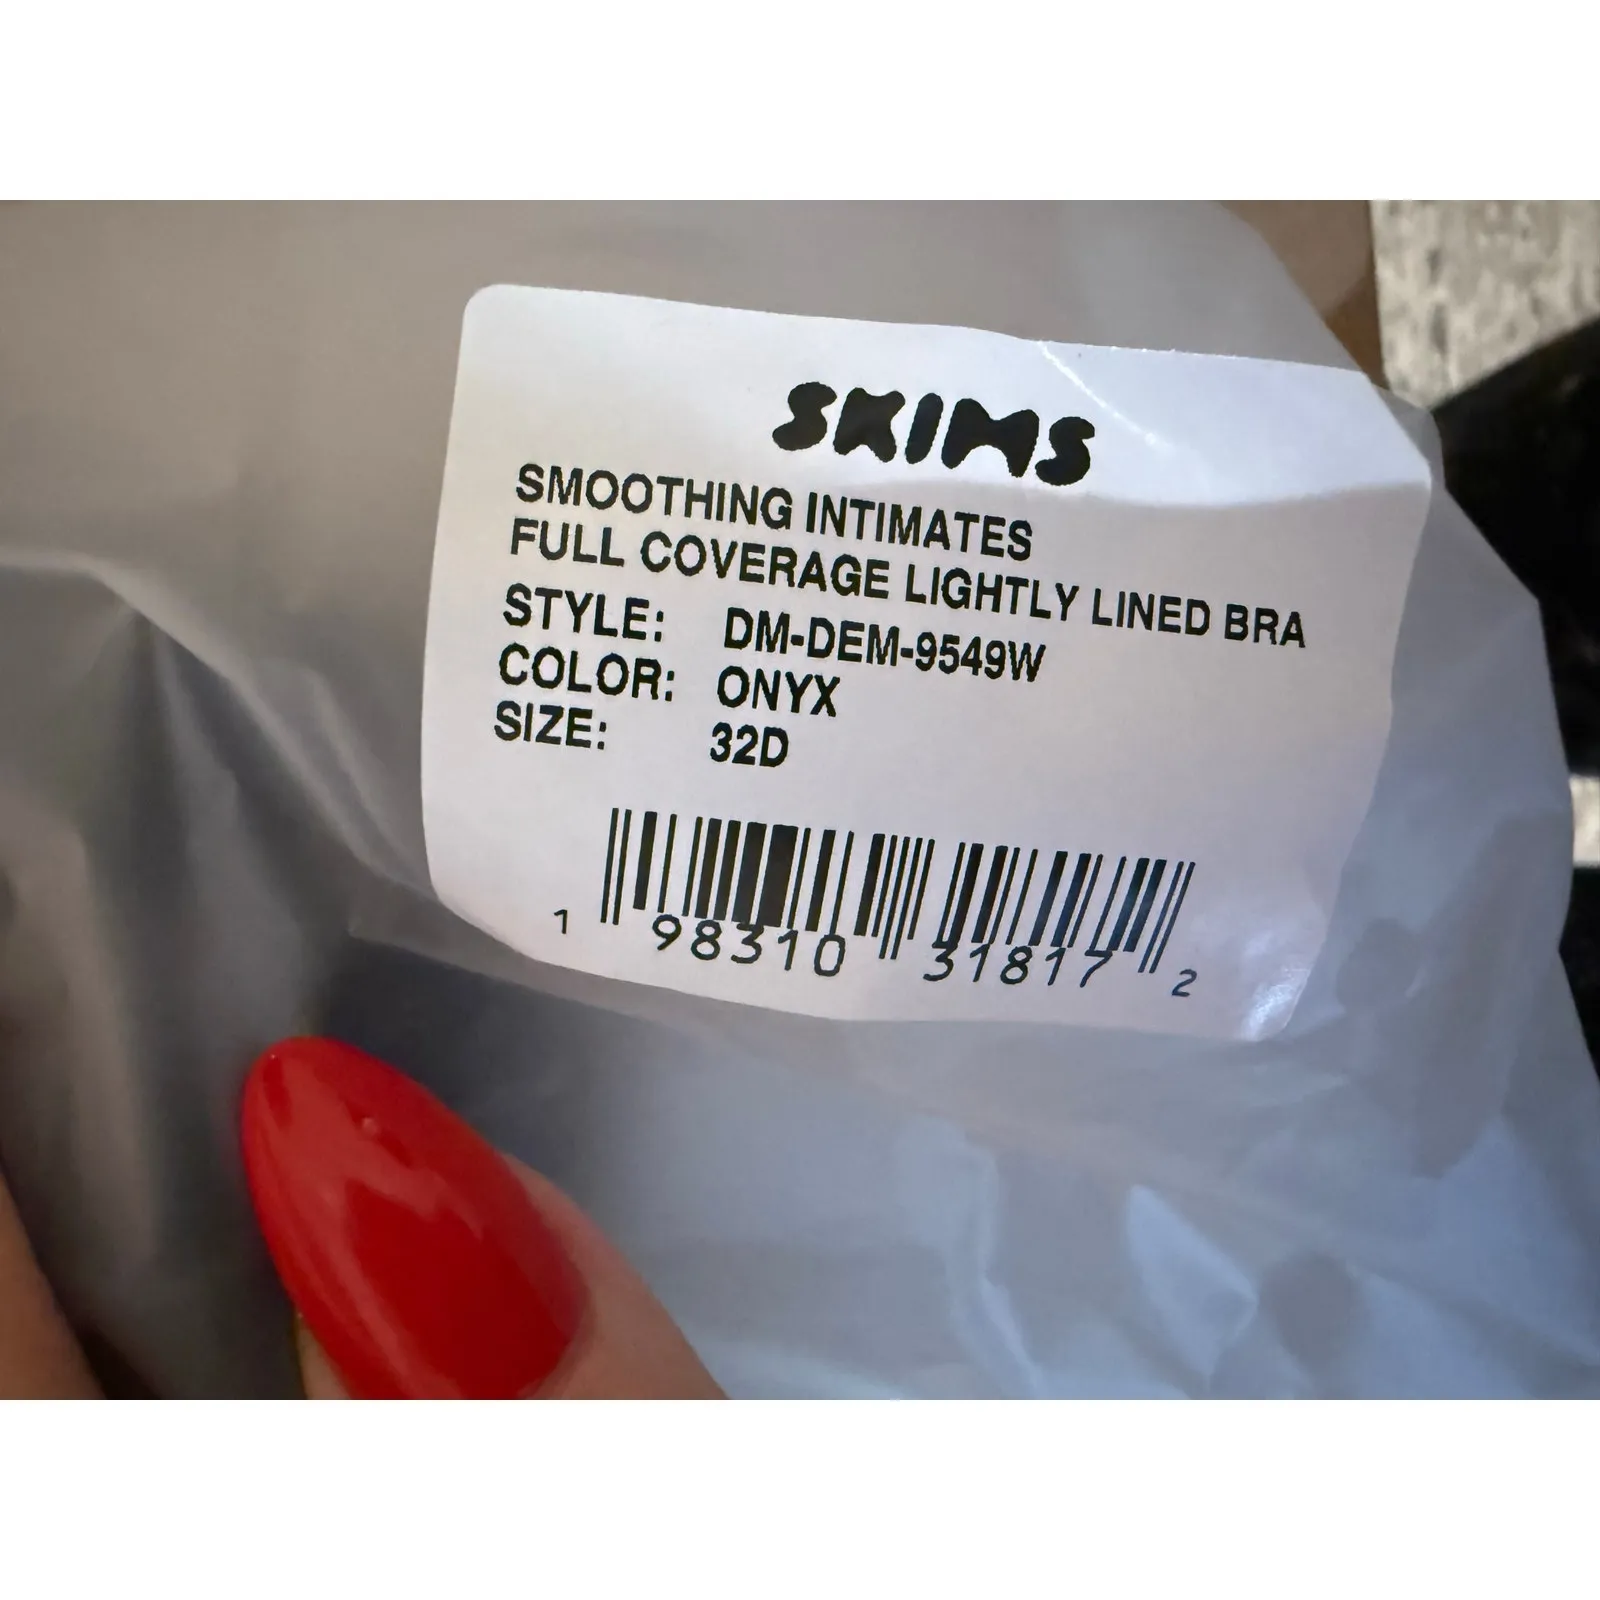 SKIMS
SMOOTHING INTIMATES
FULL COVERAGE LIGHTLY LINED BRA
STYLE: DM-DEM-9549W
COLOR: ONYX
SIZE: 32D
1 98310 31817 2